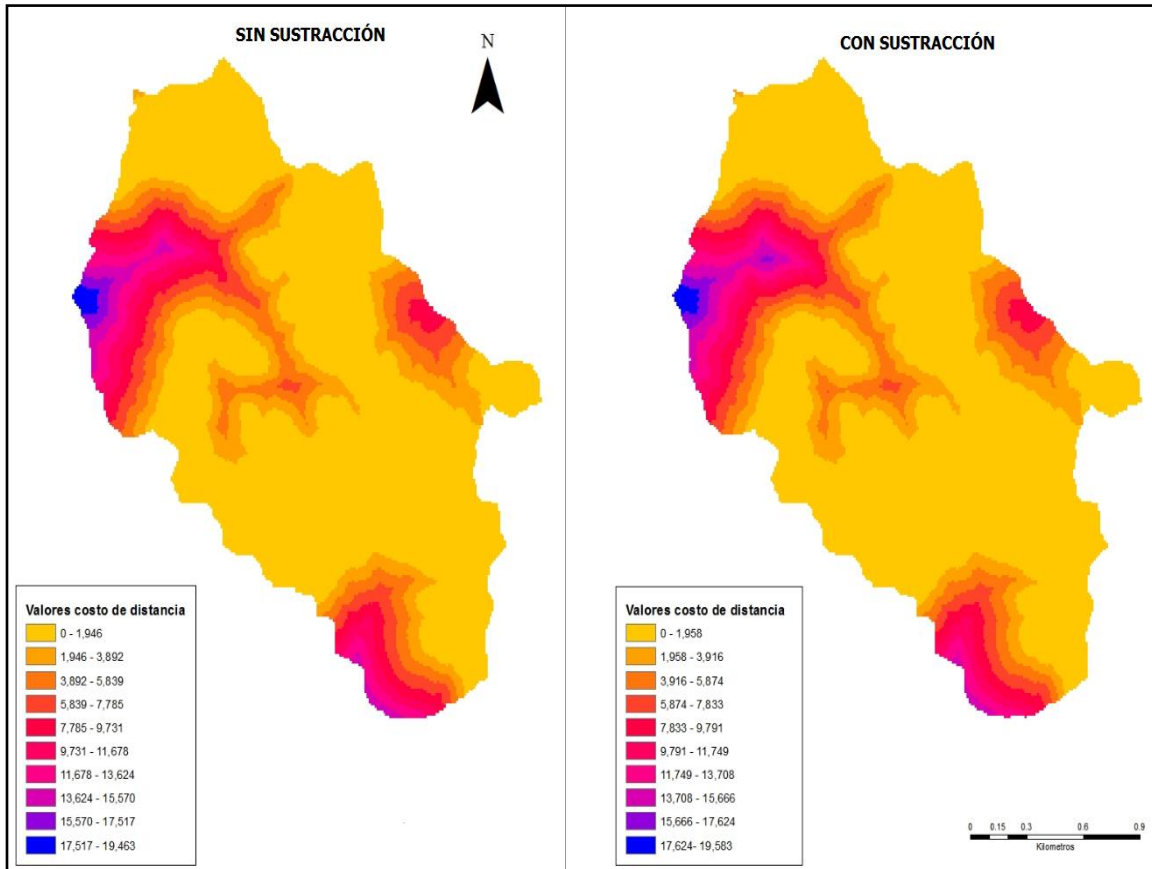 SIN SUSTRACCIÓN
N
Valores costo de distancia
0 - 1,946
1,946 - 3,892
3,892 - 5,839
5,839 - 7,785
7,785 - 9,731
9,731 - 11,678
11,678 - 13,624
13,624 - 15,570
15,570 - 17,517
17,517 - 19,463
CON SUSTRACCIÓN
Valores costo de distancia
0 - 1,958
1,958 - 3,916
3,916 - 5,874
5,874 - 7,833
7,833 - 9,791
9,791 - 11,749
11,749 - 13,708
13,708 - 15,666
15,666 - 17,624
17,624- 19,583
0 0.15 0.3 0.6 0.9
Kilometros